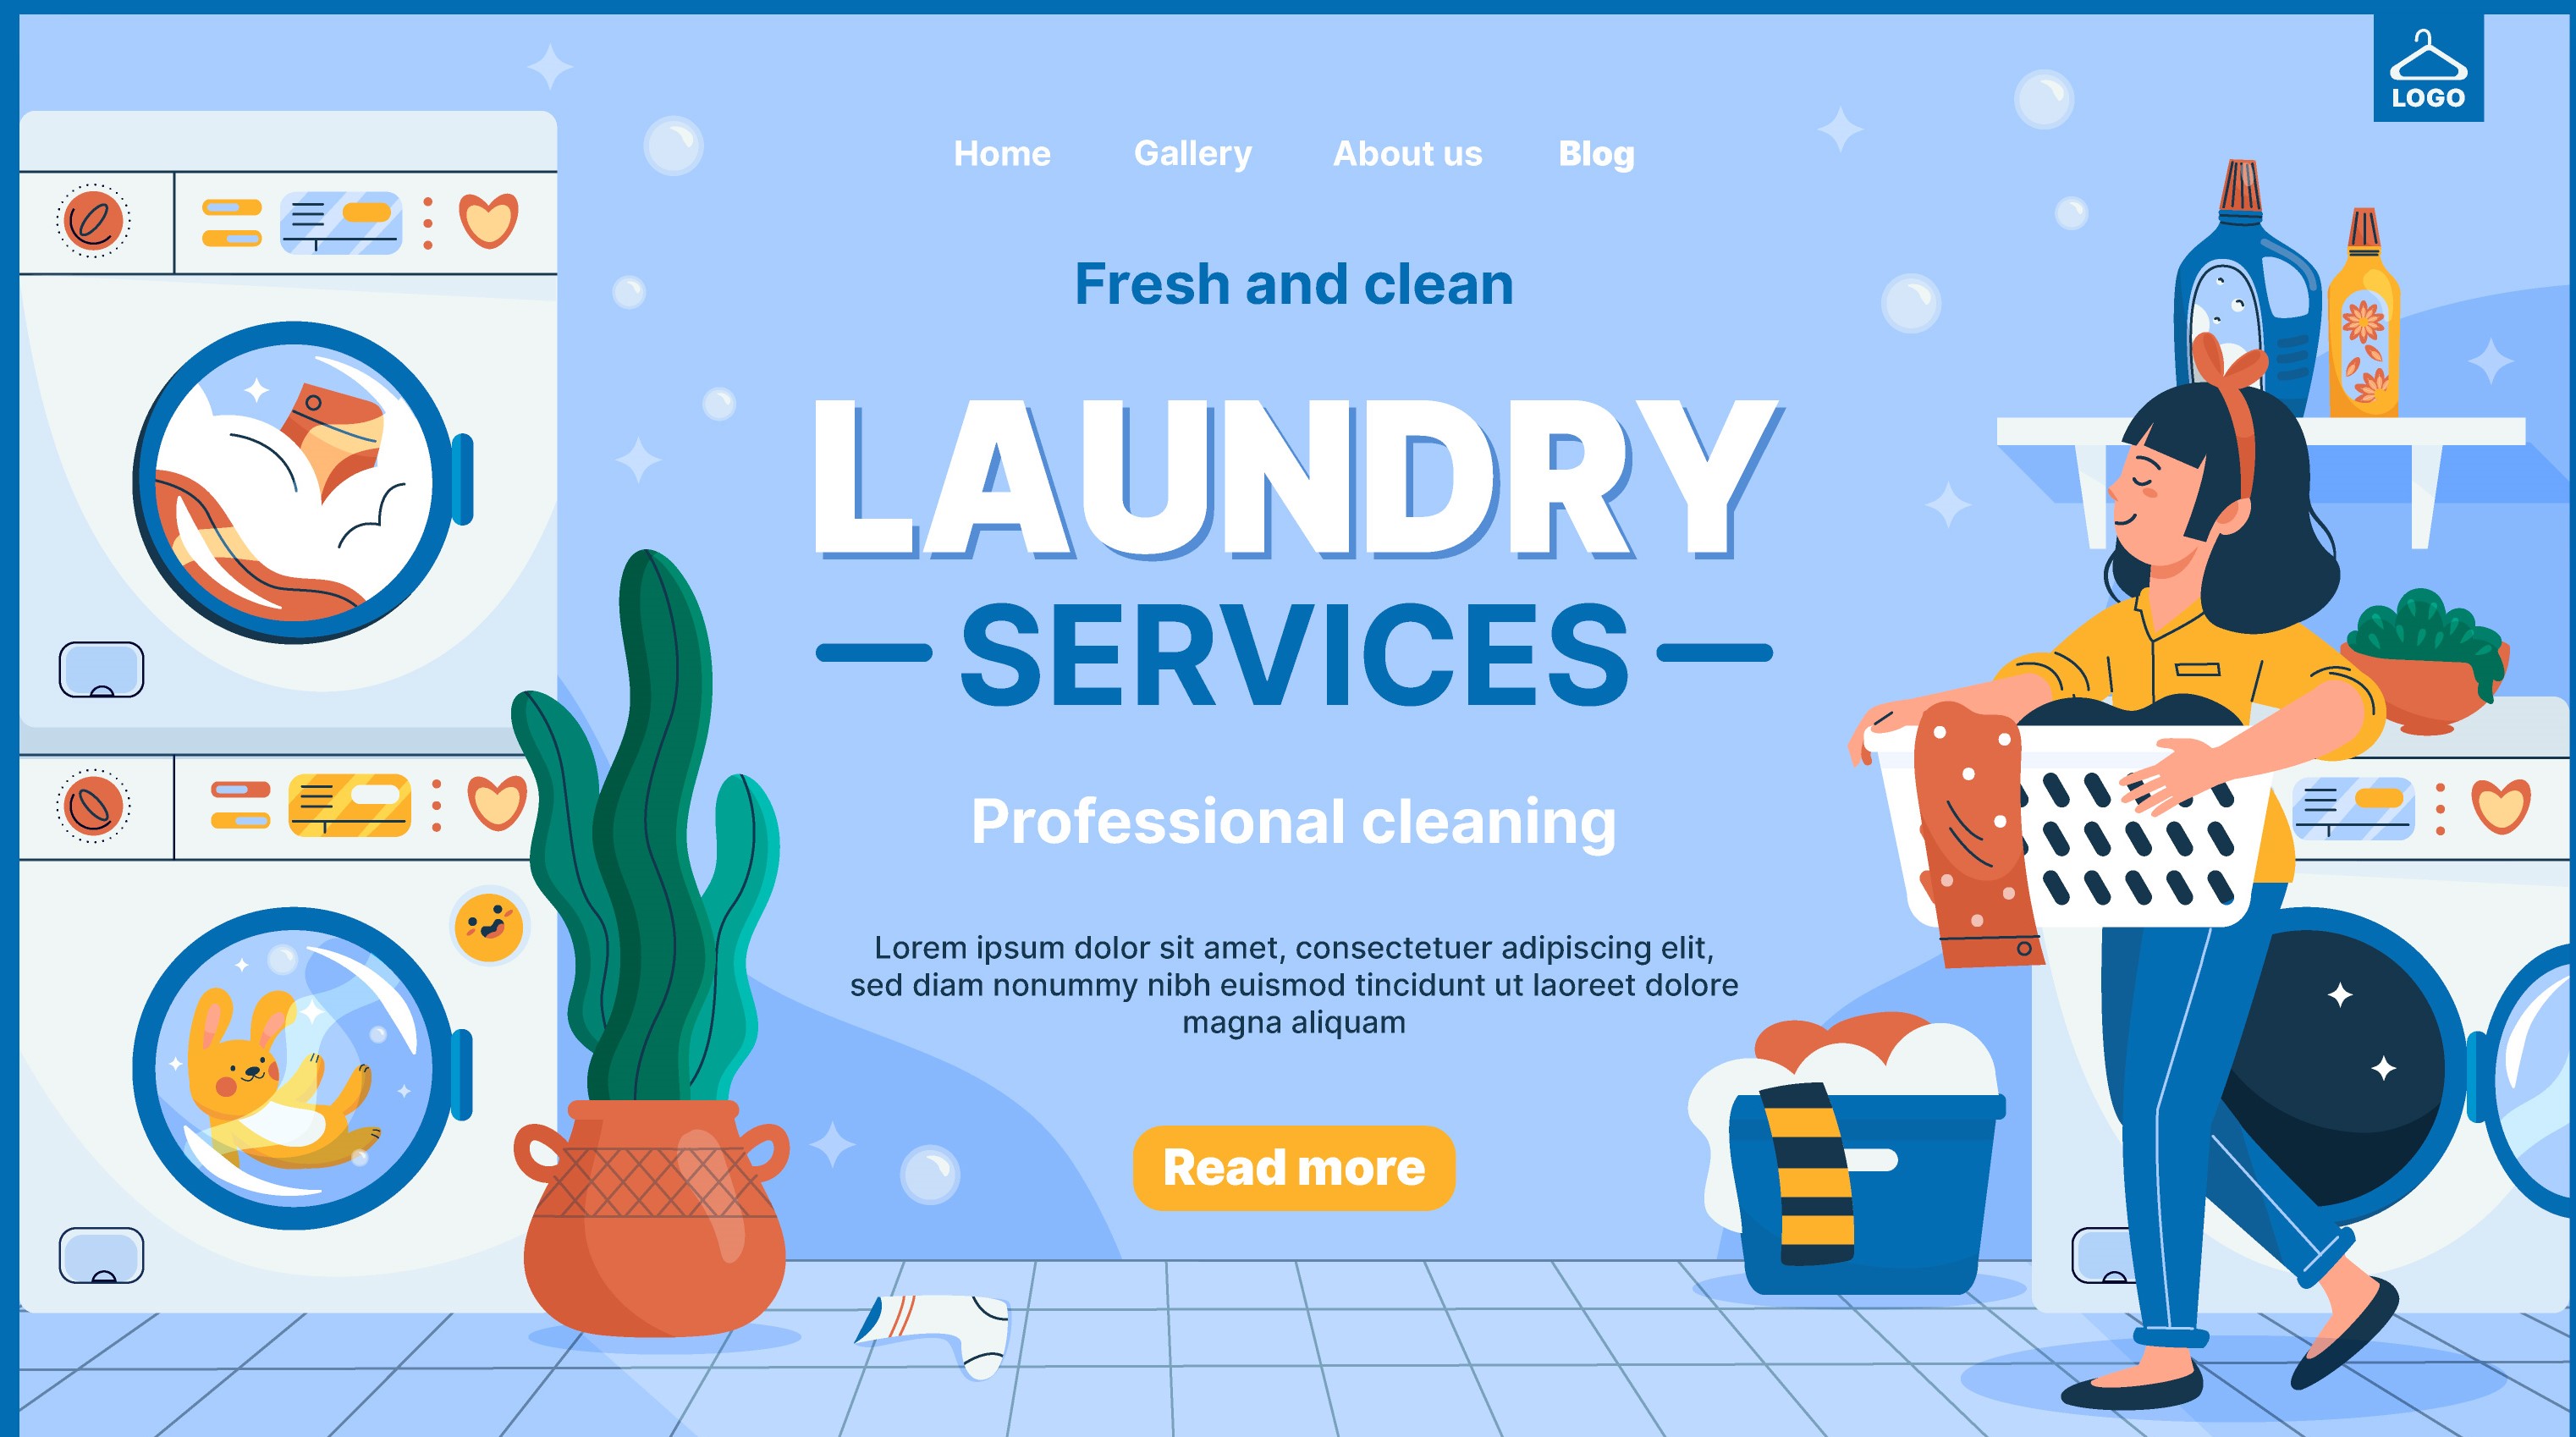 LOGO
Home Gallery About us Blog
Fresh and clean
LAUNDRY
SERVICES
Professional cleaning
Lorem ipsum dolor sit amet, consectetuer adipiscing elit,
sed diam nonummy nibh euismod tincidunt ut laoreet dolore
magna aliquam
Read more